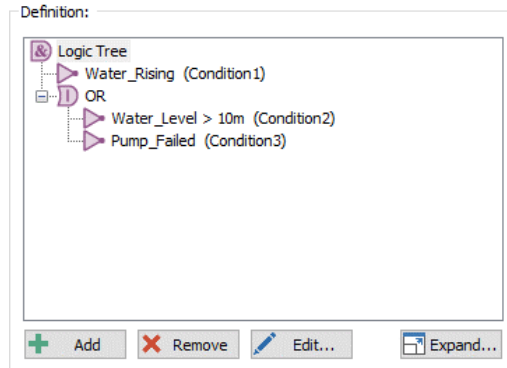 Definition:
& Logic Tree
Water_Rising (Condition1)
OR
Water_Level > 10m (Condition2)
Pump_Failed (Condition3)
Add Remove Edit... Expand...